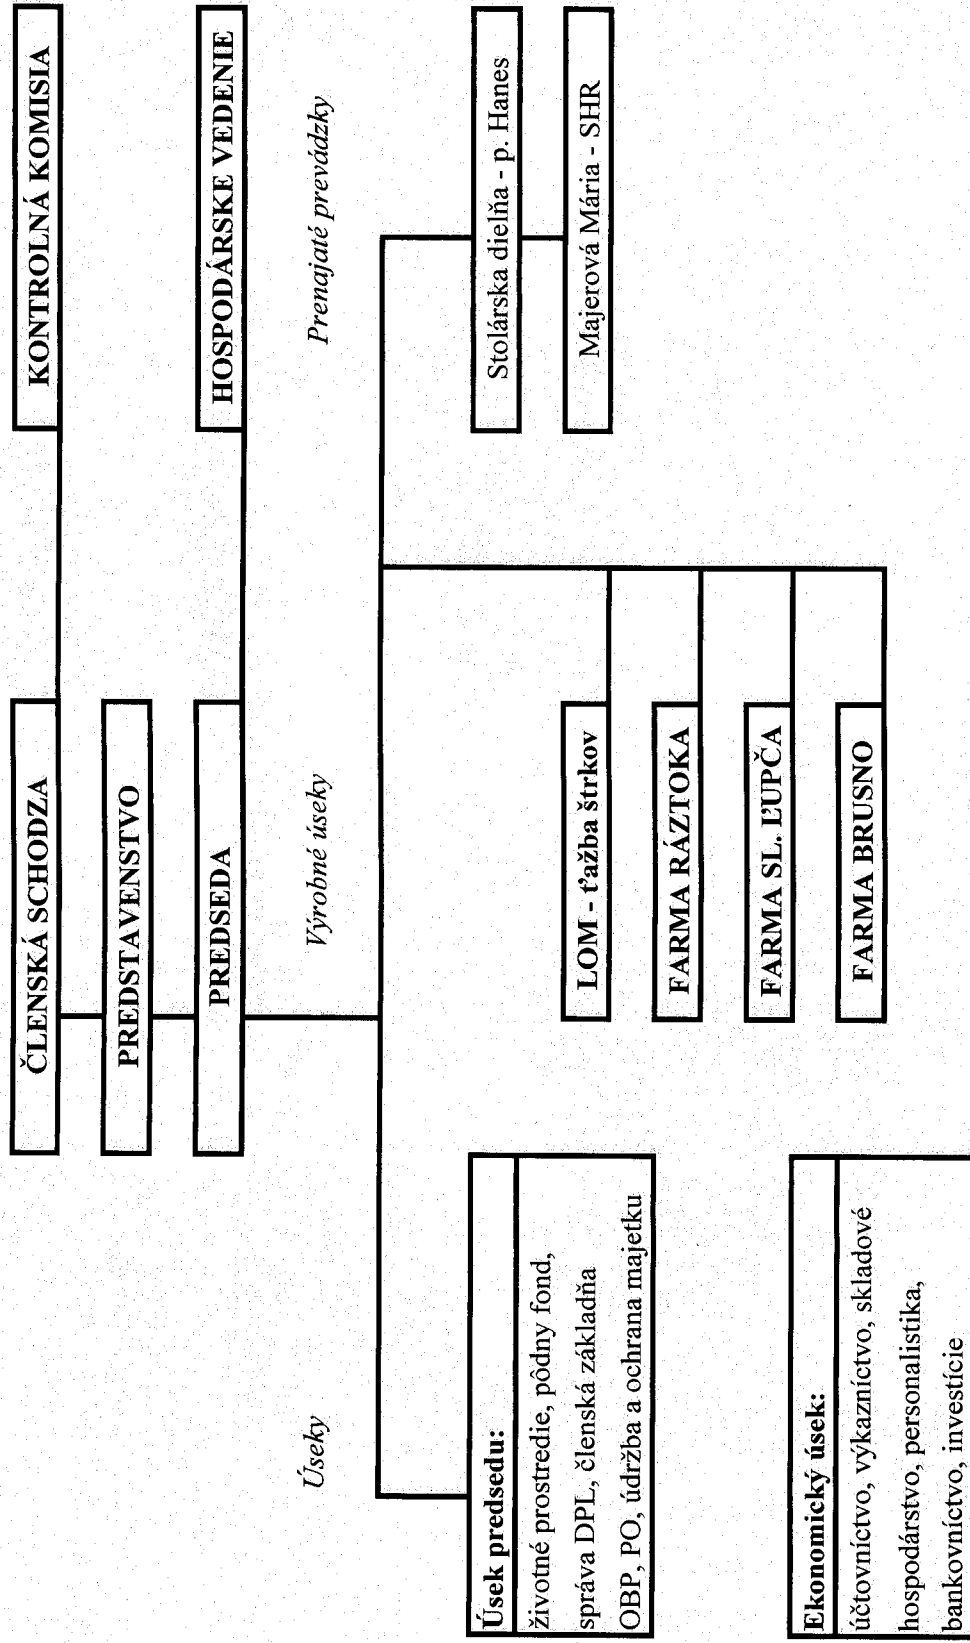 ČLENSKÁ SCHODZA
KONTROLNÁ KOMISIA
PREDSTAVENSTVO
PREDSEDA
HOSPODÁRSKE VEDENIE
Úseky
Výrobné úseky
Prenajaté prevádzky
Úsek predsedu:
životné prostredie, pôdny fond,
správa DPL, členská základňa
OBP, PO, údržba a ochrana majetku
Stolárska dielňa - p. Hanes
Majerová Mária - SHR
LOM - ťažba štrkov
FARMA RÁZTOKA
FARMA SL. ĽUPČA
FARMA BRUSNO
Ekonomický úsek:
účtovníctvo, výkazníctvo, skladové
hospodárstvo, personalistika,
bankovníctvo, investície